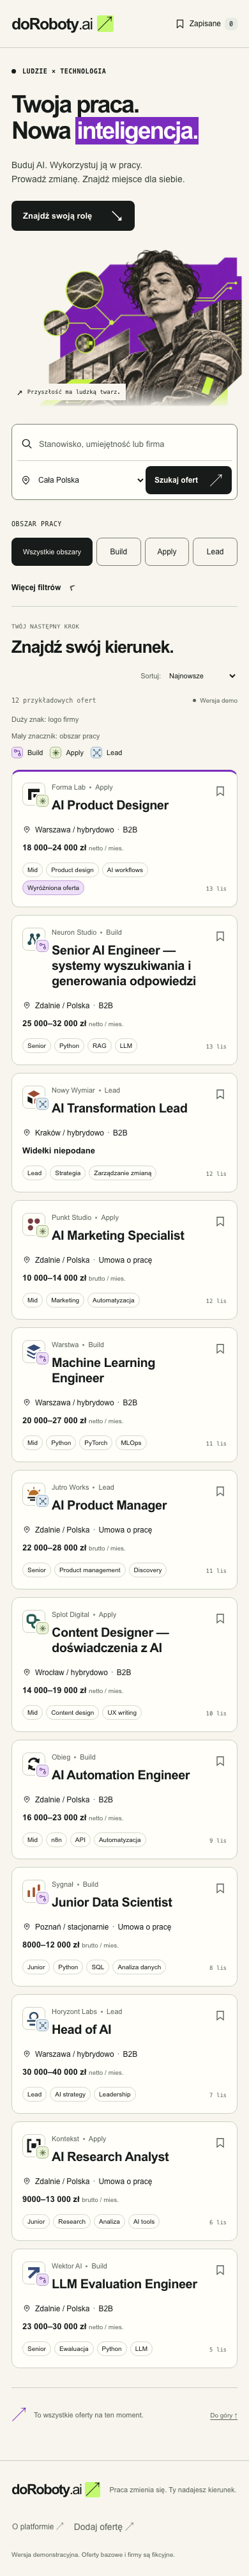 doRoboty.ai
Zapisane 0
LUDZIE × TECHNOLOGIA
Twoja praca.
Nowa inteligencja.
Buduj AI. Wykorzystuj ją w pracy.
Prowadź zmianę. Znajdź miejsce dla siebie.
Znajdź swoją rolę
Przyszłość ma ludzką twarz.
Stanowisko, umiejętność lub firma
Cała Polska
Szukaj ofert
OBSZAR PRACY
Wszystkie obszary
Build
Apply
Lead
Więcej filtrów
TWÓJ NASTĘPNY KROK
Znajdź swój kierunek.
Sortuj: Najnowsze
12 przykładowych ofert
Wersja demo
Duży znak: logo firmy
Mały znacznik: obszar pracy
Build Apply Lead
Forma Lab • Apply
AI Product Designer
Warszawa / hybrydowo · B2B
18 000–24 000 zł netto / mies.
Mid Product design AI workflows
Wyróżniona oferta
13 lis
Neuron Studio • Build
Senior AI Engineer —
systemy wyszukiwania i
generowania odpowiedzi
Zdalnie / Polska · B2B
25 000–32 000 zł netto / mies.
Senior Python RAG LLM
13 lis
Nowy Wymiar • Lead
AI Transformation Lead
Kraków / hybrydowo · B2B
Widełki niepodane
Lead Strategia Zarządzanie zmianą
12 lis
Punkt Studio • Apply
AI Marketing Specialist
Zdalnie / Polska · Umowa o pracę
10 000–14 000 zł brutto / mies.
Mid Marketing Automatyzacja
12 lis
Warstwa • Build
Machine Learning
Engineer
Warszawa / hybrydowo · B2B
20 000–27 000 zł netto / mies.
Mid Python PyTorch MLOps
11 lis
Jutro Works • Lead
AI Product Manager
Zdalnie / Polska · Umowa o pracę
22 000–28 000 zł brutto / mies.
Senior Product management Discovery
11 lis
Splot Digital • Apply
Content Designer —
doświadczenia z AI
Wrocław / hybrydowo · B2B
14 000–19 000 zł netto / mies.
Mid Content design UX writing
10 lis
Obieg • Build
AI Automation Engineer
Zdalnie / Polska · B2B
16 000–23 000 zł netto / mies.
Mid n8n API Automatyzacja
9 lis
Sygnał • Build
Junior Data Scientist
Poznań / stacjonarnie · Umowa o pracę
8000–12 000 zł brutto / mies.
Junior Python SQL Analiza danych
8 lis
Horyzont Labs • Lead
Head of AI
Warszawa / hybrydowo · B2B
30 000–40 000 zł netto / mies.
Lead AI strategy Leadership
7 lis
Kontekst • Apply
AI Research Analyst
Zdalnie / Polska · Umowa o pracę
9000–13 000 zł brutto / mies.
Junior Research Analiza AI tools
6 lis
Wektor AI • Build
LLM Evaluation Engineer
Zdalnie / Polska · B2B
23 000–30 000 zł netto / mies.
Senior Ewaluacja Python LLM
5 lis
To wszystkie oferty na ten moment.
Do góry ↑
doRoboty.ai
Praca zmienia się. Ty nadajesz kierunek.
O platformie
Dodaj ofertę
Wersja demonstracyjna. Oferty bazowe i firmy są fikcyjne.